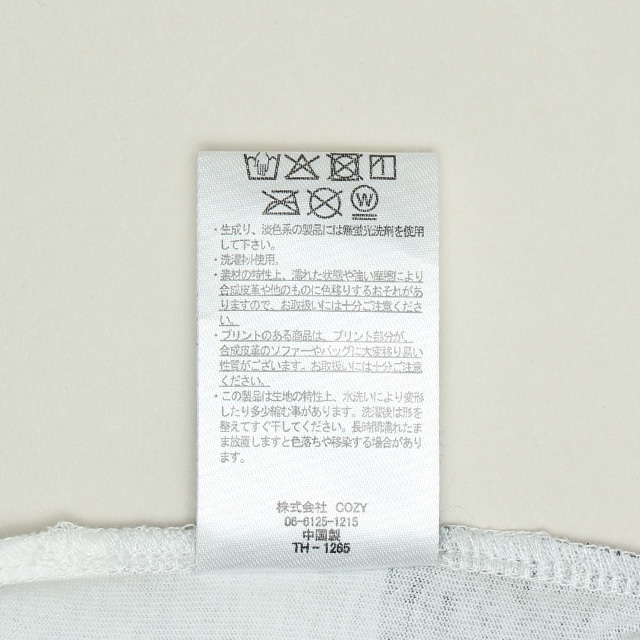 ・生成り、淡色系の製品には無蛍光洗剤を使用
して下さい。
・洗濯ネット使用。
・素材の特性上、濡れた状態や強い摩擦により
合成皮革や他のものに色移りするおそれがあ
りますので、お取扱いには十分ご注意くださ
い。
・プリントのある商品は、プリント部分が、
合成皮革のソファーやバッグに大変移り易い
性質がございます。お取扱いには十分ご注意
ください。
・この製品は生地の特性上、水洗いにより変形
したり多少縮む事があります。洗濯後は形を
整えてすぐ干してください。長時間濡れたま
ま放置しますと色落ちや移染する場合があり
ます。
株式会社 COZY
06-6125-1215
中国製
TH-1265